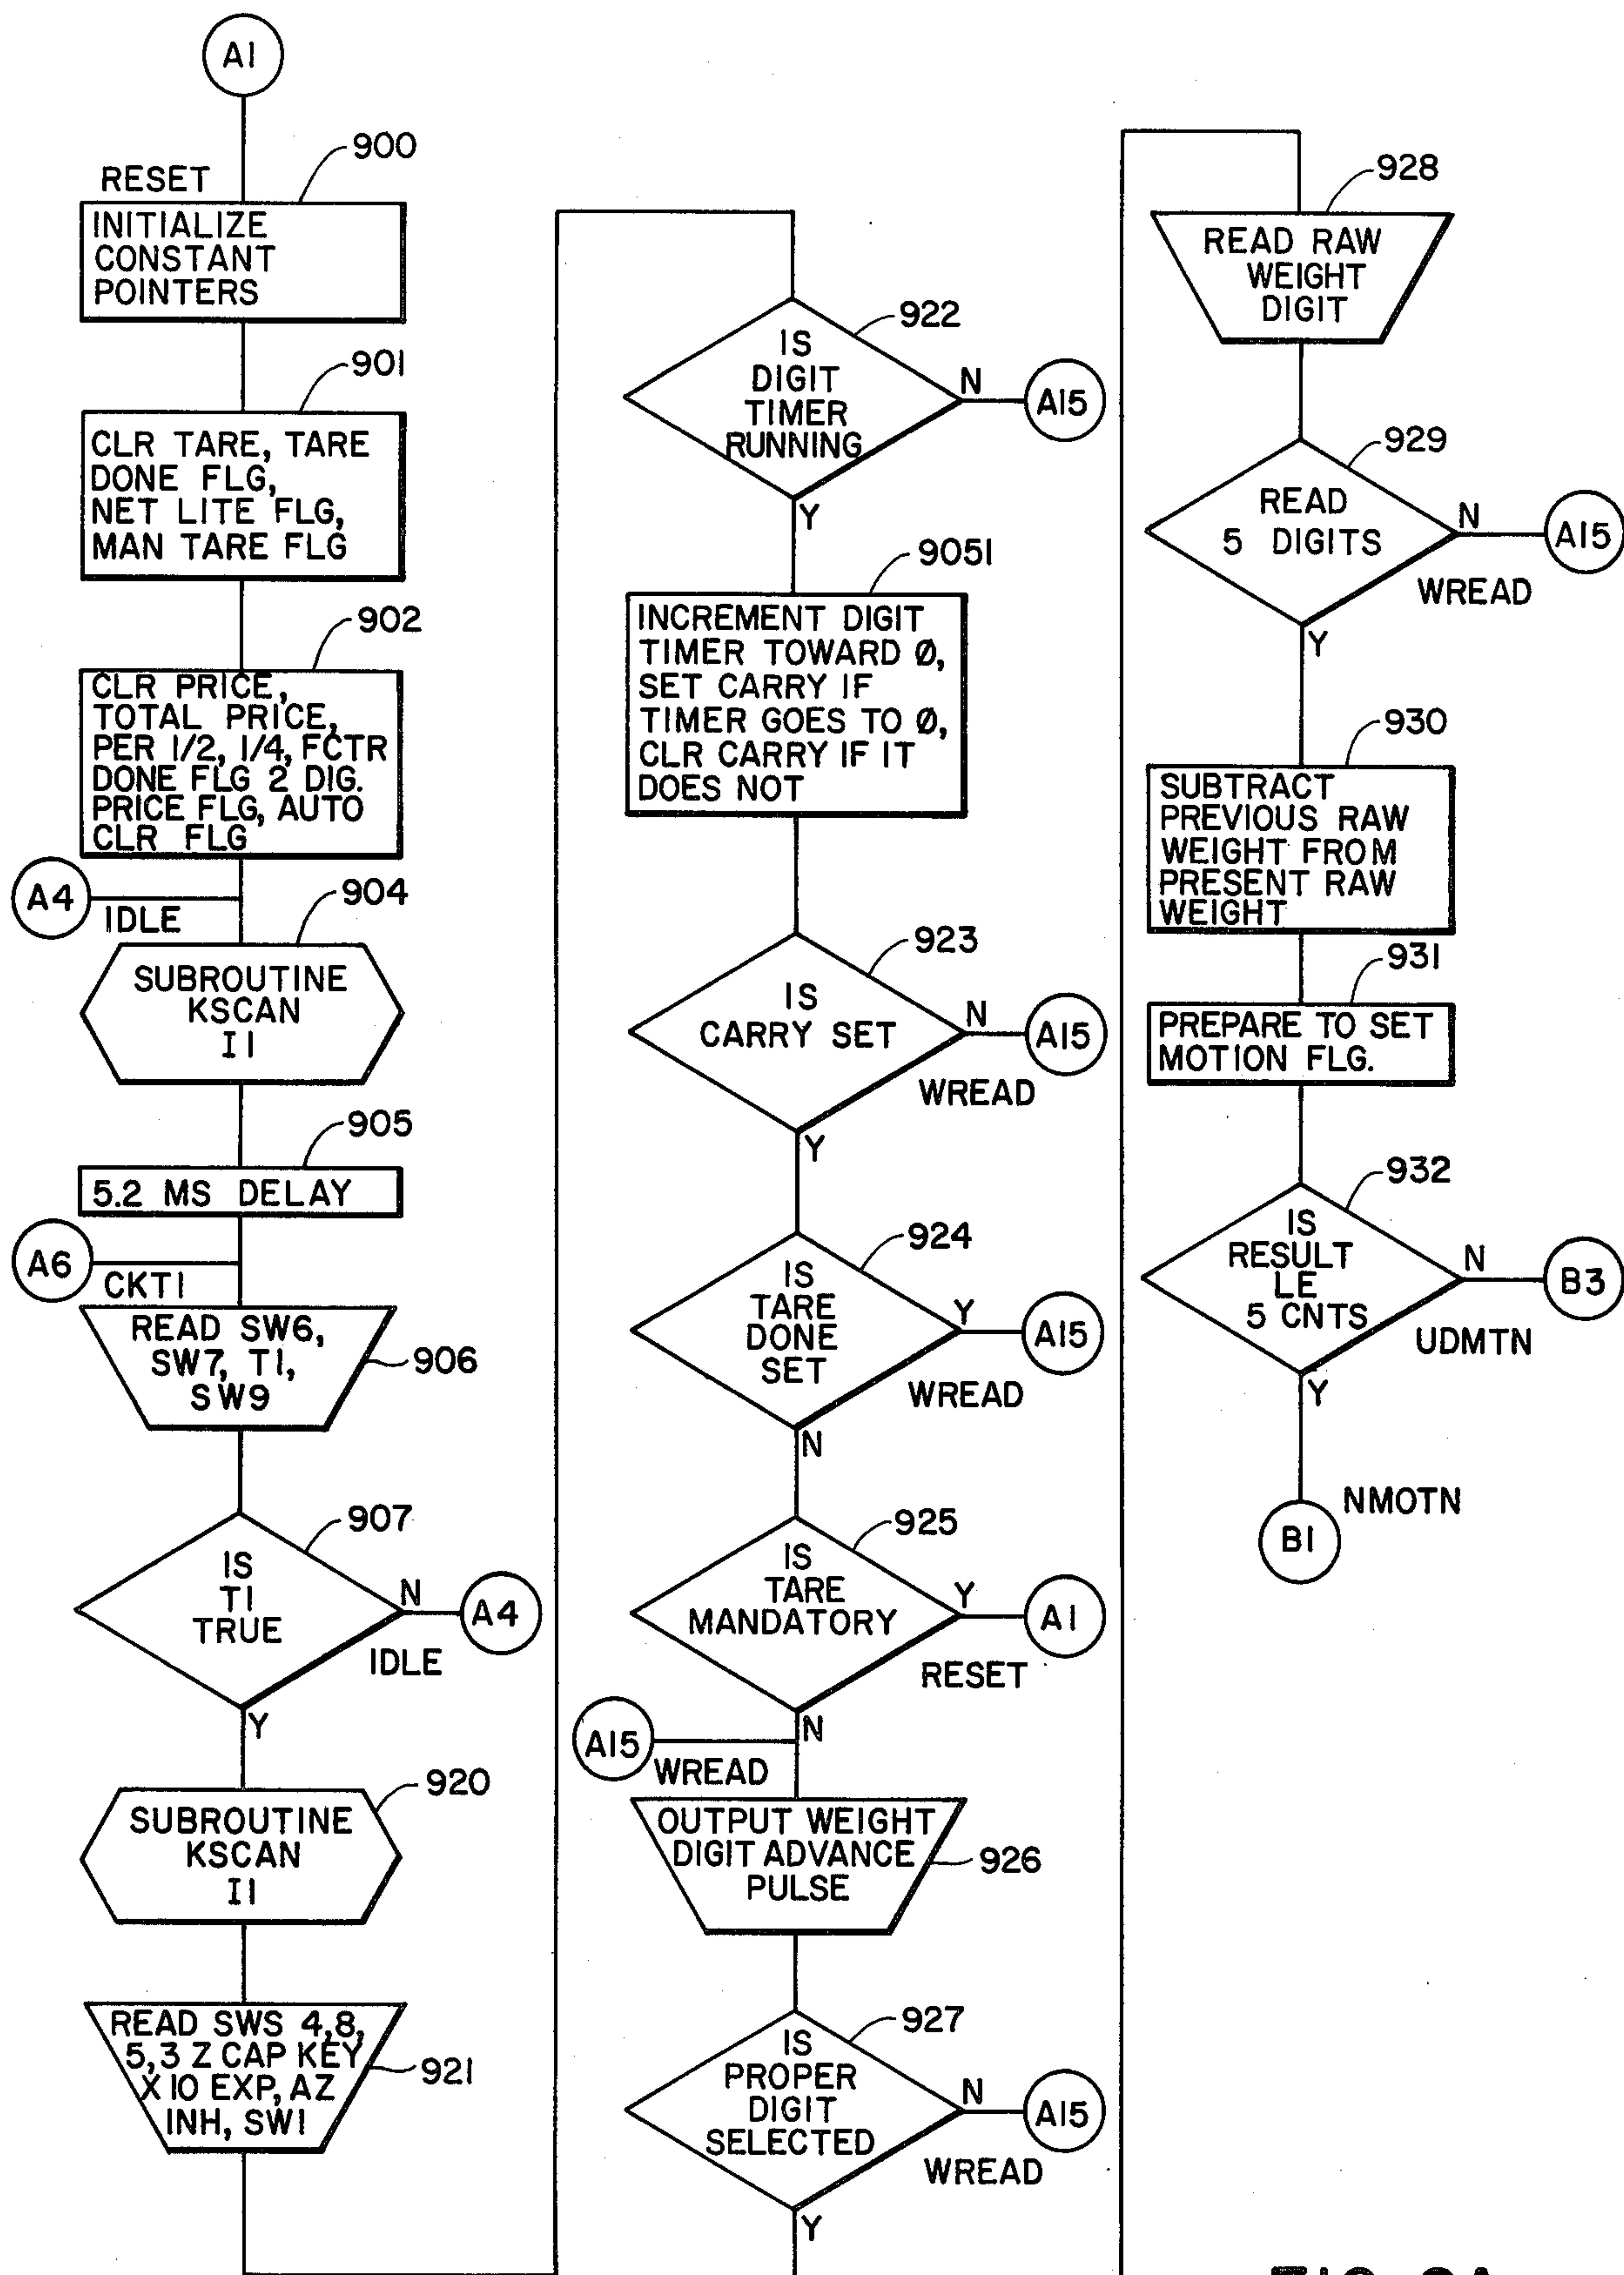 A1
900
RESET
INITIALIZE
CONSTANT
POINTERS
901
CLR TARE, TARE
DONE FLG,
NET LITE FLG,
MAN TARE FLG
902
CLR PRICE,
TOTAL PRICE,
PER 1/2, 1/4, FCTR
DONE FLG 2 DIG.
PRICE FLG, AUTO
CLR FLG
A4
IDLE
904
SUBROUTINE
KSCAN
I1
905
5.2 MS DELAY
A6
CKT1
READ SW6,
SW7, T1,
SW9
906
907
IS
T1
TRUE
N
A4
IDLE
Y
920
SUBROUTINE
KSCAN
I1
READ SWS 4,8,
5,3 Z CAP KEY
X 10 EXP, AZ
INH, SW1
921
922
IS
DIGIT
TIMER
RUNNING
N
A15
Y
9051
INCREMENT DIGIT
TIMER TOWARD Ø,
SET CARRY IF
TIMER GOES TO Ø,
CLR CARRY IF IT
DOES NOT
923
IS
CARRY SET
N
A15
WREAD
Y
924
IS
TARE
DONE
SET
Y
A15
WREAD
N
925
IS
TARE
MANDATORY
Y
A1
RESET
N
A15
WREAD
OUTPUT WEIGHT
DIGIT ADVANCE
PULSE
926
927
IS
PROPER
DIGIT
SELECTED
N
A15
WREAD
Y
928
READ RAW
WEIGHT
DIGIT
929
READ
5 DIGITS
N
A15
WREAD
Y
930
SUBTRACT
PREVIOUS RAW
WEIGHT FROM
PRESENT RAW
WEIGHT
931
PREPARE TO SET
MOTION FLG.
932
IS
RESULT
LE
5 CNTS
N
B3
UDMTN
Y
NMOTN
B1